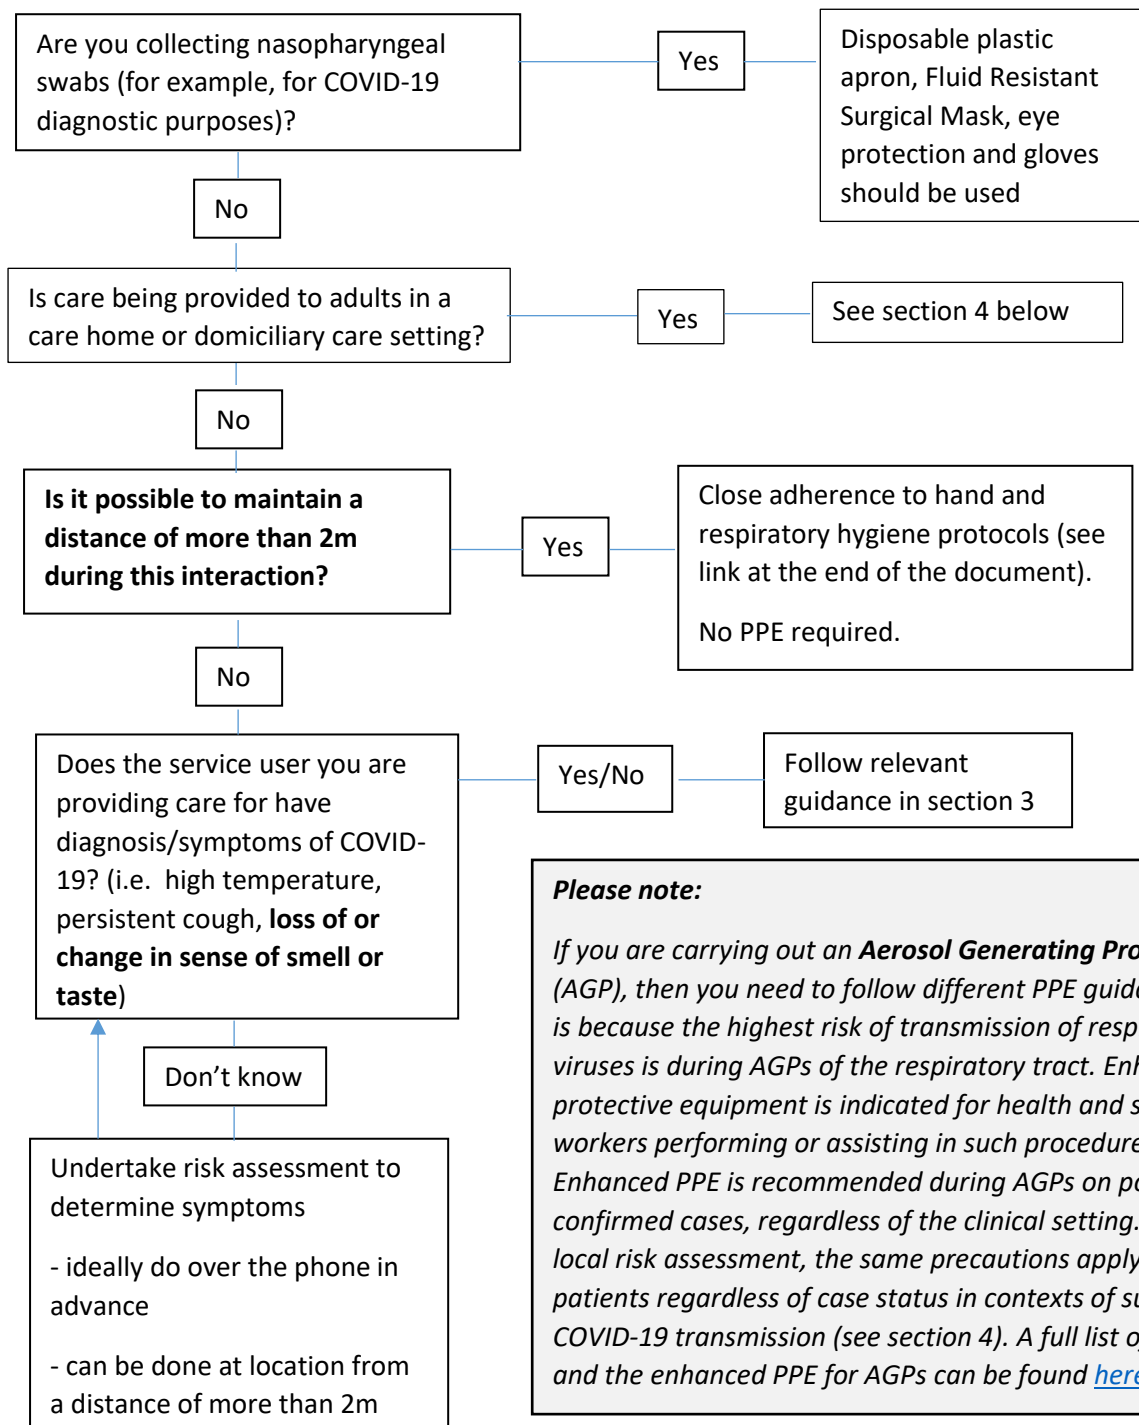 Are you collecting nasopharyngeal
swabs (for example, for COVID-19
diagnostic purposes)?
Yes
Disposable plastic
apron, Fluid Resistant
Surgical Mask, eye
protection and gloves
should be used
No
Is care being provided to adults in a
care home or domiciliary care setting?
Yes
See section 4 below
No
Is it possible to maintain a
distance of more than 2m
during this interaction?
Yes
Close adherence to hand and
respiratory hygiene protocols (see
link at the end of the document).
No PPE required.
No
Does the service user you are
providing care for have
diagnosis/symptoms of COVID-
19? (i.e. high temperature,
persistent cough, loss of or
change in sense of smell or
taste)
Yes/No
Follow relevant
guidance in section 3
Don't know
Undertake risk assessment to
determine symptoms
- ideally do over the phone in
advance
- can be done at location from
a distance of more than 2m
Please note:
If you are carrying out an Aerosol Generating
(AGP), then you need to follow different PPE
is because the highest risk of transmission of
viruses is during AGPs of the respiratory tract.
protective equipment is indicated for health and
workers performing or assisting in such
Enhanced PPE is recommended during AGPs on
confirmed cases, regardless of the clinical setting.
local risk assessment, the same precautions apply
patients regardless of case status in contexts of
COVID-19 transmission (see section 4). A full list
and the enhanced PPE for AGPs can be found here